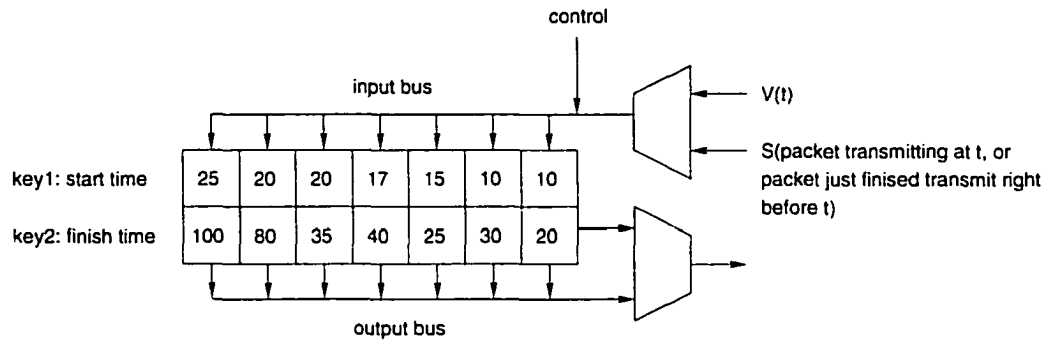 control
input bus
V(t)
S(packet transmitting at t, or
packet just finised transmit right
before t)
key1: start time 25 20 20 17 15 10 10
key2: finish time 100 80 35 40 25 30 20
output bus